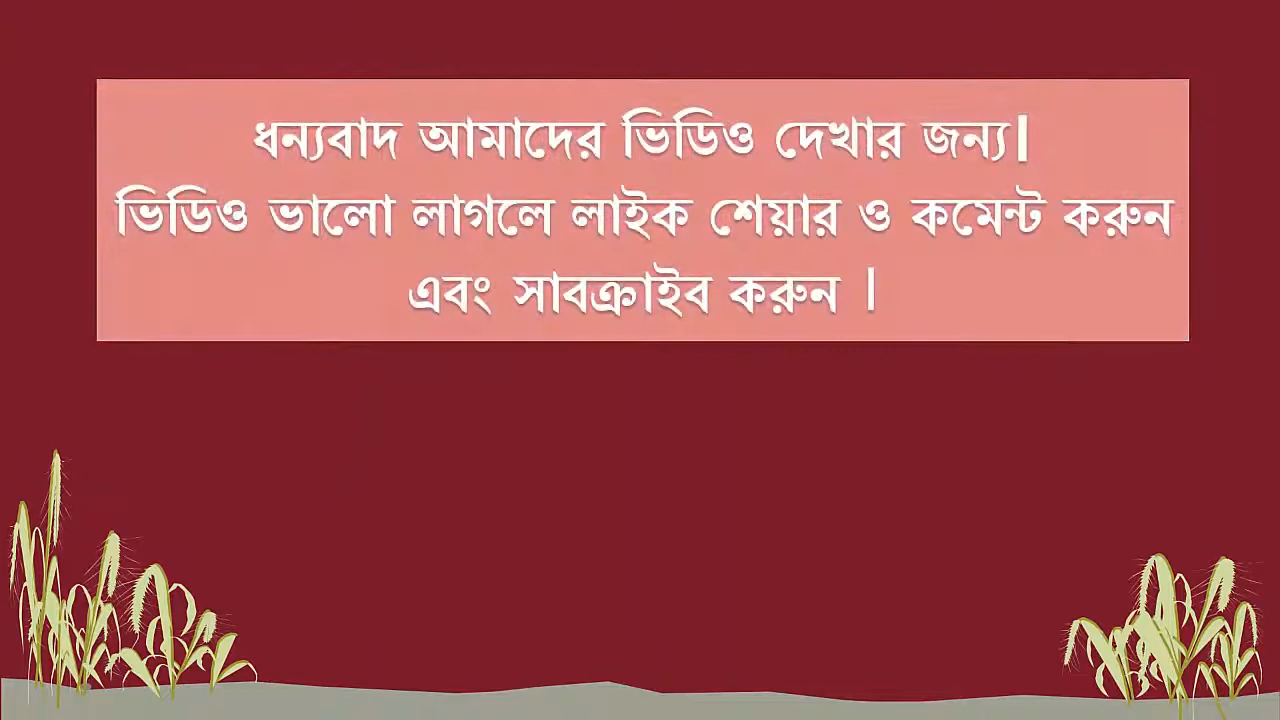 ধন্যবাদ আমাদের ভিডিও দেখার জন্য।
ভিডিও ভালো লাগলে লাইক শেয়ার ও কমেন্ট করুন
এবং সাবক্রাইব করুন ।